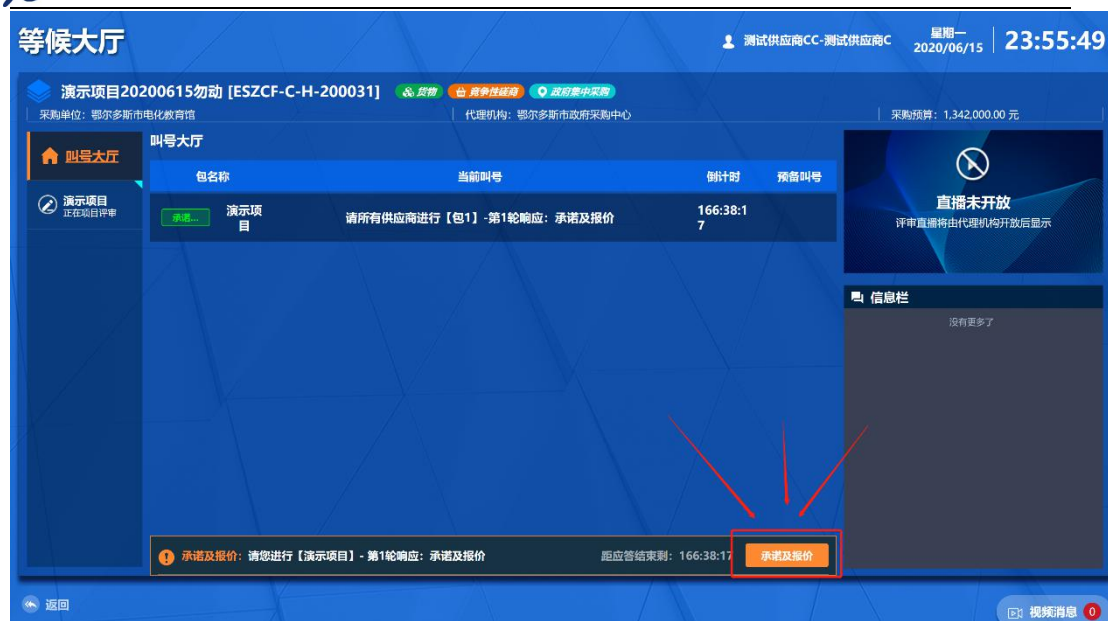 等候大厅
测试供应商CC-测试供应商C
星期一
2020/06/15
23:55:49
演示项目20200615勿动 [ESZCF-C-H-200031]
货物
竞争性磋商
政府集中采购
采购单位：鄂尔多斯市电化教育馆
代理机构：鄂尔多斯市政府采购中心
采购预算：1,342,000.00 元
叫号大厅
演示项目
正在项目评审
叫号大厅
包名称 当前叫号 倒计时 预备叫号
承诺...
演示项
目
请所有供应商进行【包1】-第1轮响应：承诺及报价
166:38:1
7
直播未开放
评审直播将由代理机构开放后显示
信息栏
没有更多了
承诺及报价：请您进行【演示项目】- 第1轮响应：承诺及报价
距应答结束剩：166:38:17
承诺及报价
返回
视频消息 0